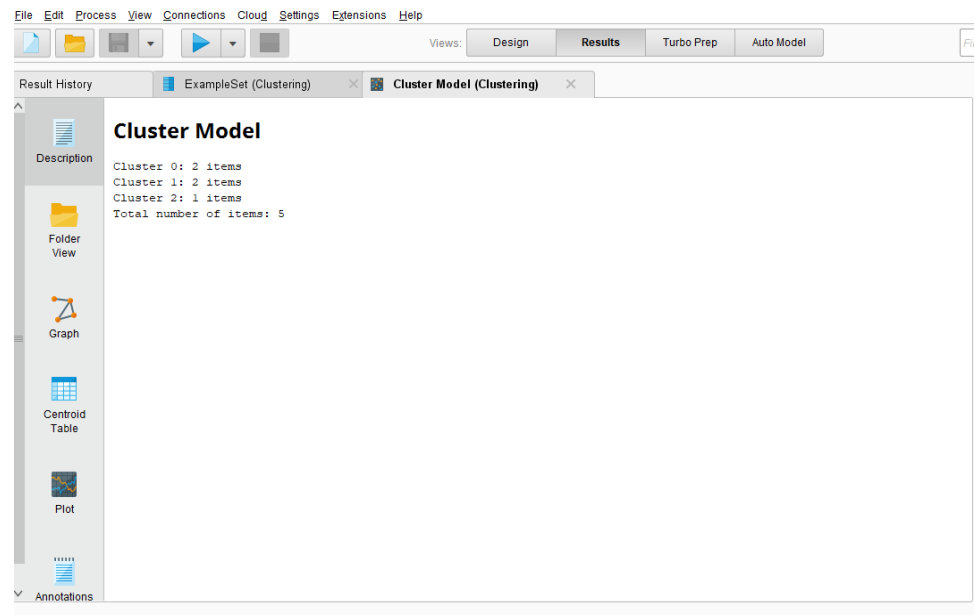 File Edit Process View Connections Cloud Settings Extensions Help
Views: Design Results Turbo Prep Auto Model
Result History ExampleSet (Clustering) Cluster Model (Clustering)
Description
Folder
View
Graph
Centroid
Table
Plot
Annotations
Cluster Model
Cluster 0: 2 items
Cluster 1: 2 items
Cluster 2: 1 items
Total number of items: 5